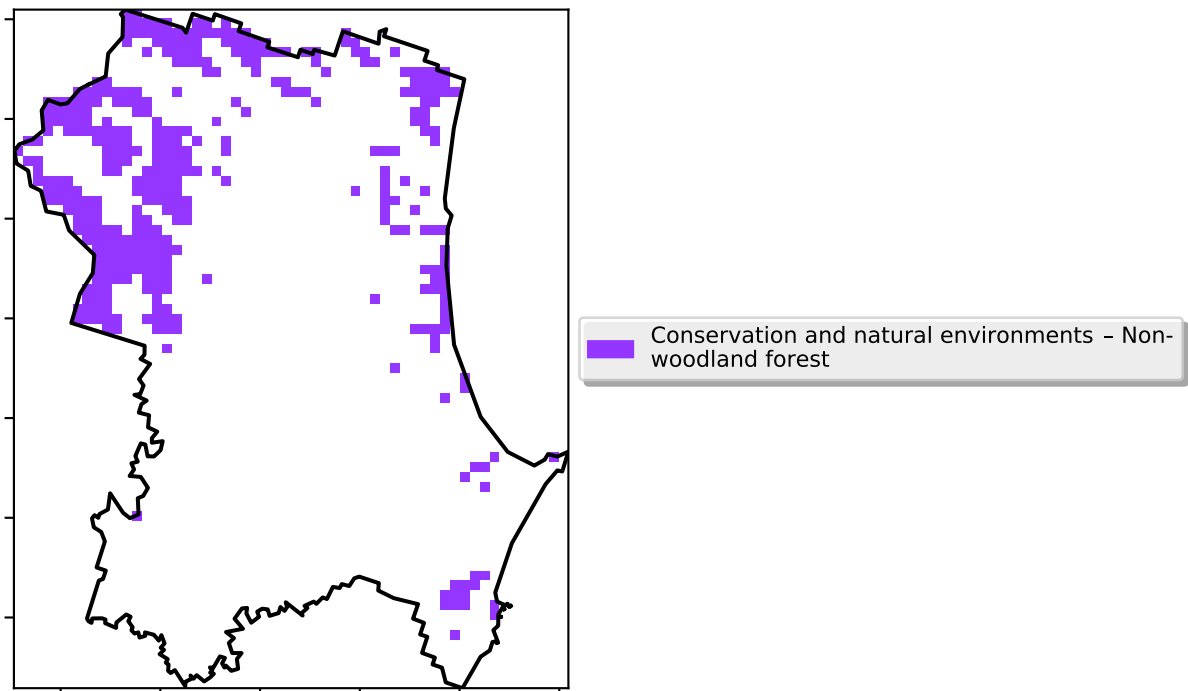 Conservation and natural environments – Non-
woodland forest